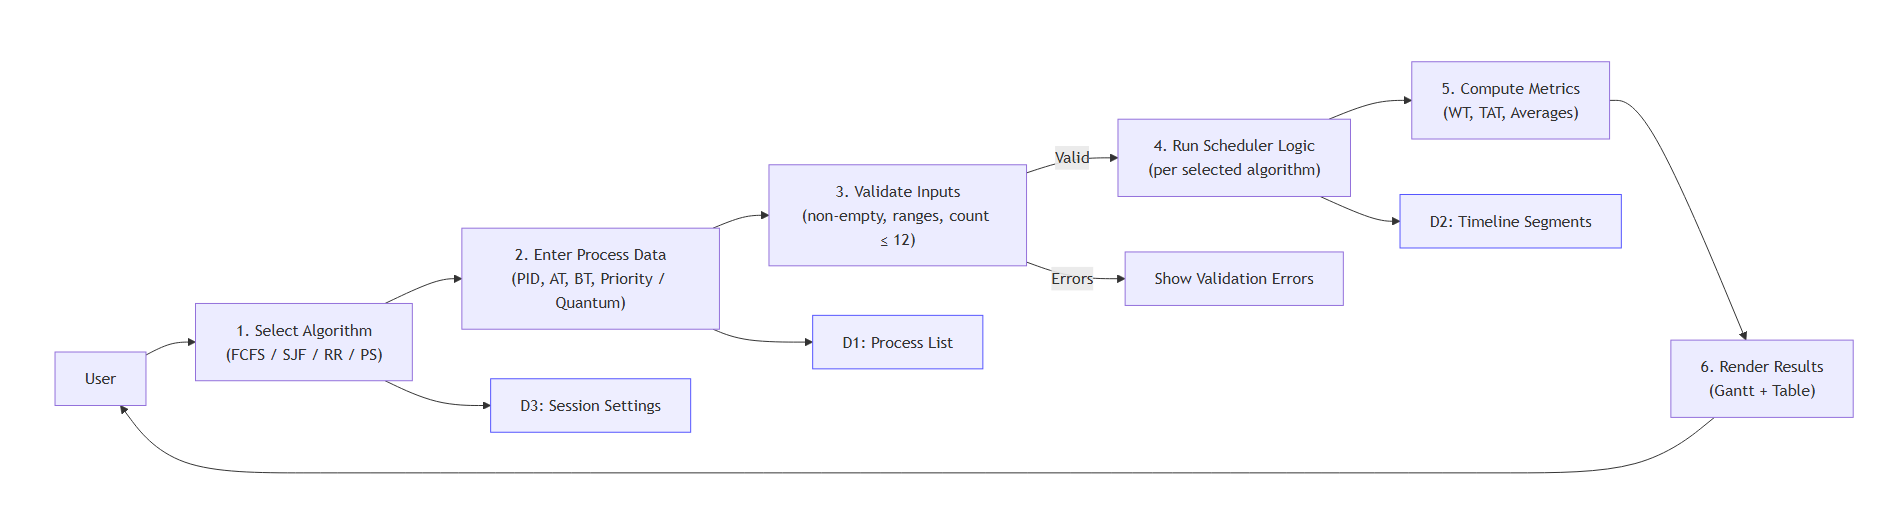 User
1. Select Algorithm
(FCFS / SJF / RR / PS)
D3: Session Settings
2. Enter Process Data
(PID, AT, BT, Priority /
Quantum)
D1: Process List
3. Validate Inputs
(non-empty, ranges, count
≤ 12)
Valid
Errors
4. Run Scheduler Logic
(per selected algorithm)
Show Validation Errors
5. Compute Metrics
(WT, TAT, Averages)
D2: Timeline Segments
6. Render Results
(Gantt + Table)